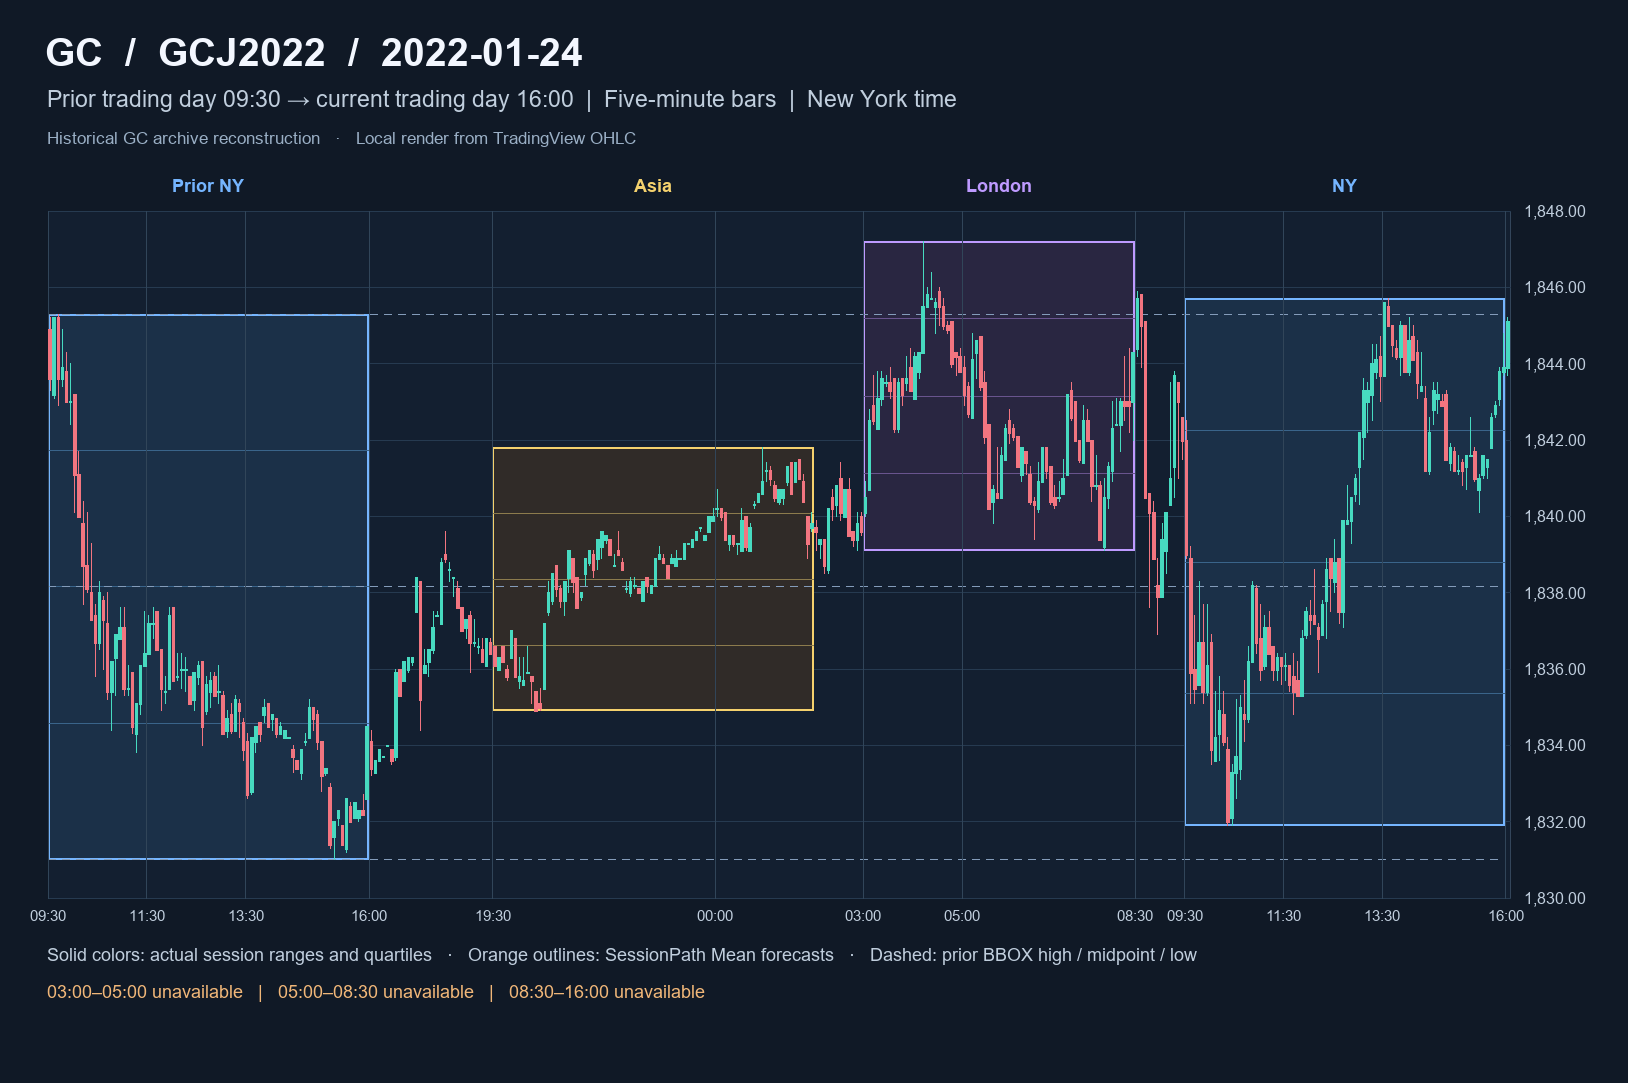 GC / GCJ2022 / 2022-01-24
Prior trading day 09:30 → current trading day 16:00 | Five-minute bars | New York time
Historical GC archive reconstruction · Local render from TradingView OHLC
Prior NY Asia London NY
1,848.00
1,846.00
1,844.00
1,842.00
1,840.00
1,838.00
1,836.00
1,834.00
1,832.00
1,830.00
09:30 11:30 13:30 16:00 19:30 00:00 03:00 05:00 08:30 09:30 11:30 13:30 16:00
Solid colors: actual session ranges and quartiles · Orange outlines: SessionPath Mean forecasts · Dashed: prior BBOX high / midpoint / low
03:00–05:00 unavailable | 05:00–08:30 unavailable | 08:30–16:00 unavailable